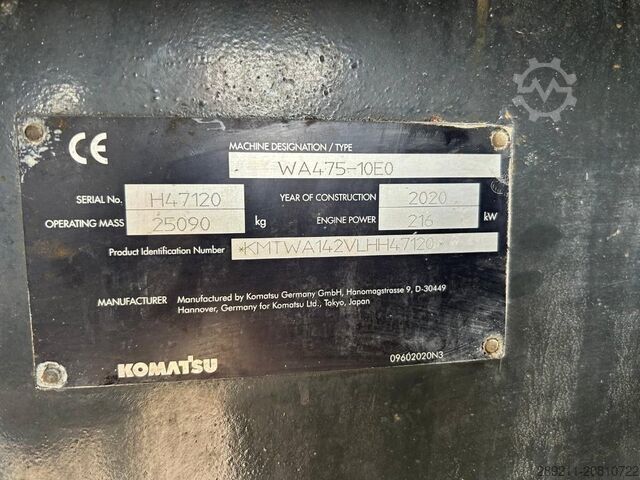 CE
MACHINE DESIGNATION / TYPE
WA475-10E0
SERIAL No. H47120 YEAR OF CONSTRUCTION 2020
OPERATING MASS 25090 kg ENGINE POWER 216 kW
Product Identification Number *KMTWA142VLHH47120*
MANUFACTURER Manufactured by Komatsu Germany GmbH, Hanomagstrasse 9, D-30449
Hannover, Germany for Komatsu Ltd., Tokyo, Japan
KOMATSU 09602020N3
289211-20810722